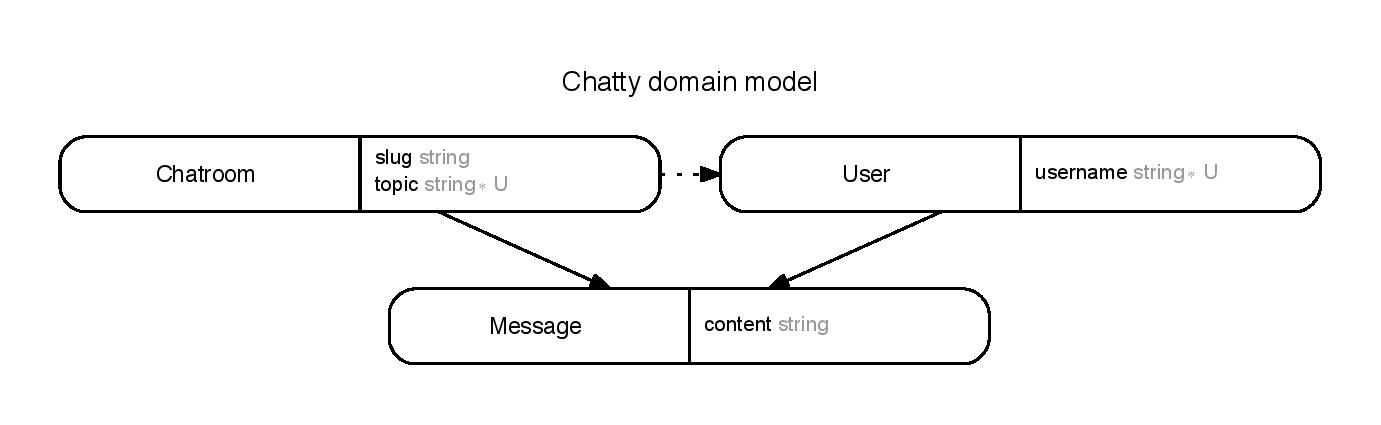 Chatty domain model
Chatroom
slug string
topic string* U
User
username string* U
Message
content string